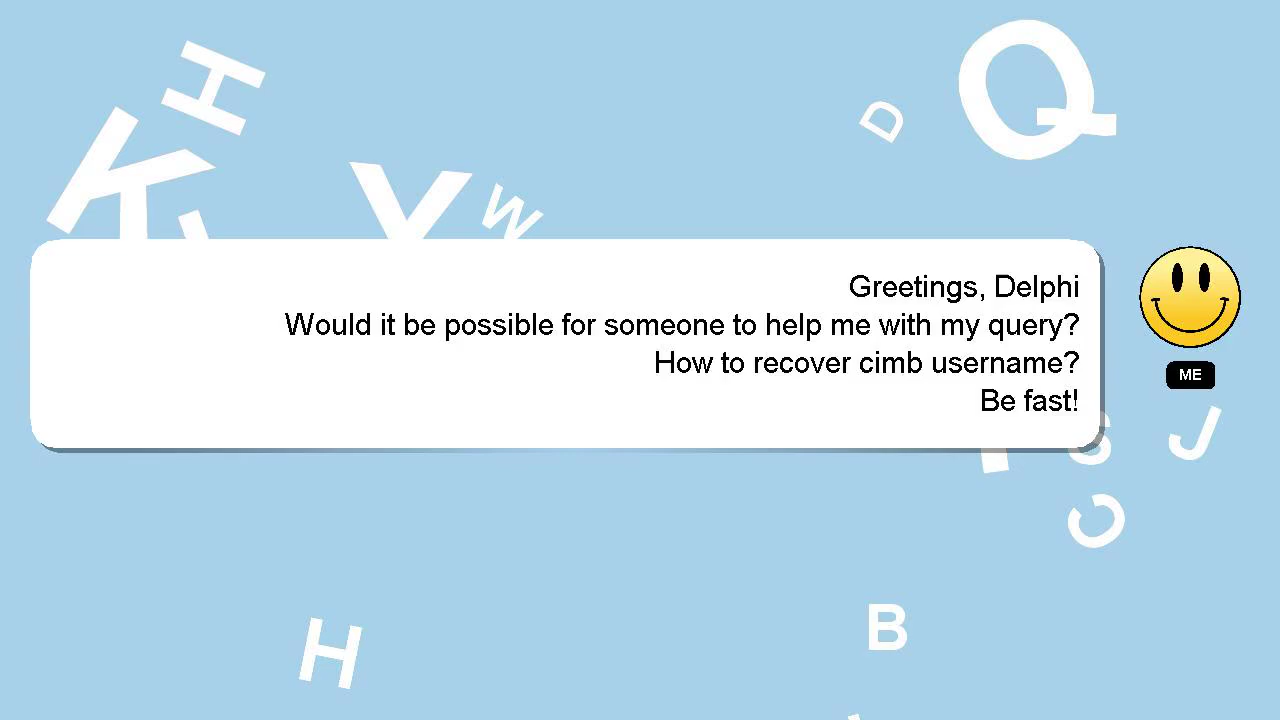 H
Q
D
K
Y
W
Greetings, Delphi
Would it be possible for someone to help me with my query?
How to recover cimb username?
Be fast!
ME
S
J
C
B
H